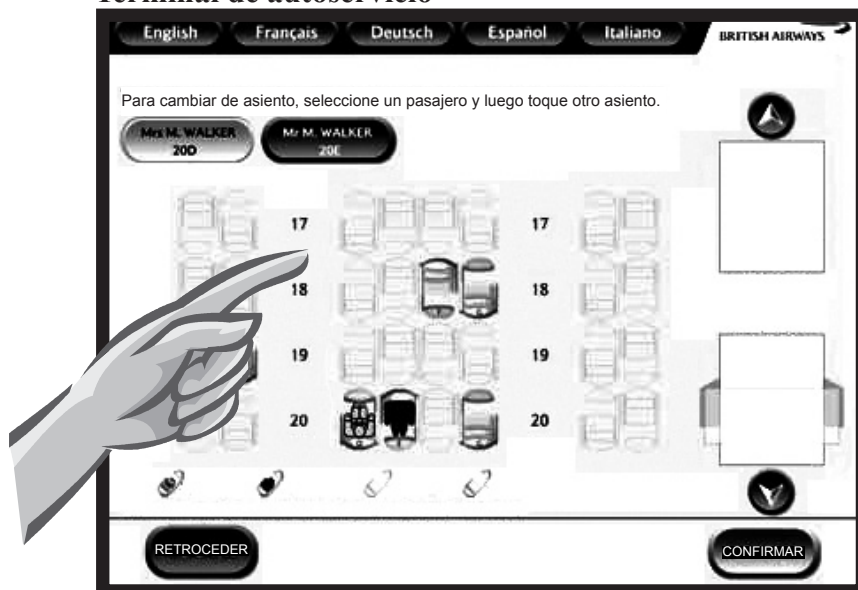 Terminal de autoservicio
English Français Deutsch Español Italiano BRITISH AIRWAYS
Para cambiar de asiento, seleccione un pasajero y luego toque otro asiento.
Mrs M. WALKER Mr M. WALKER
20D 20E
17 17
18 18
19 19
20 20
RETROCEDER CONFIRMAR